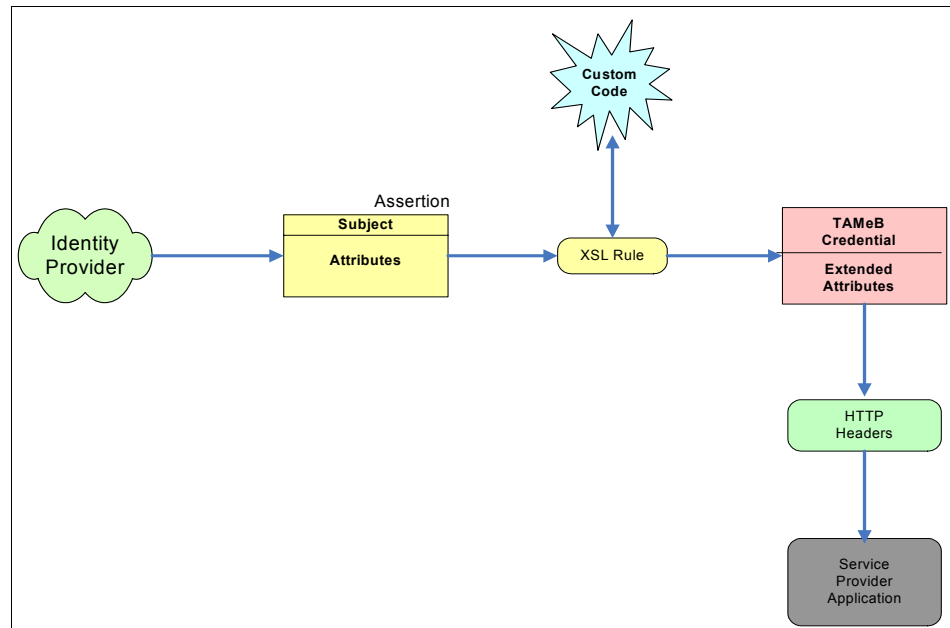 Custom
Code
Assertion
Identity
Provider
Subject
Attributes
XSL Rule
TAMeB
Credential
Extended
Attributes
HTTP
Headers
Service
Provider
Application